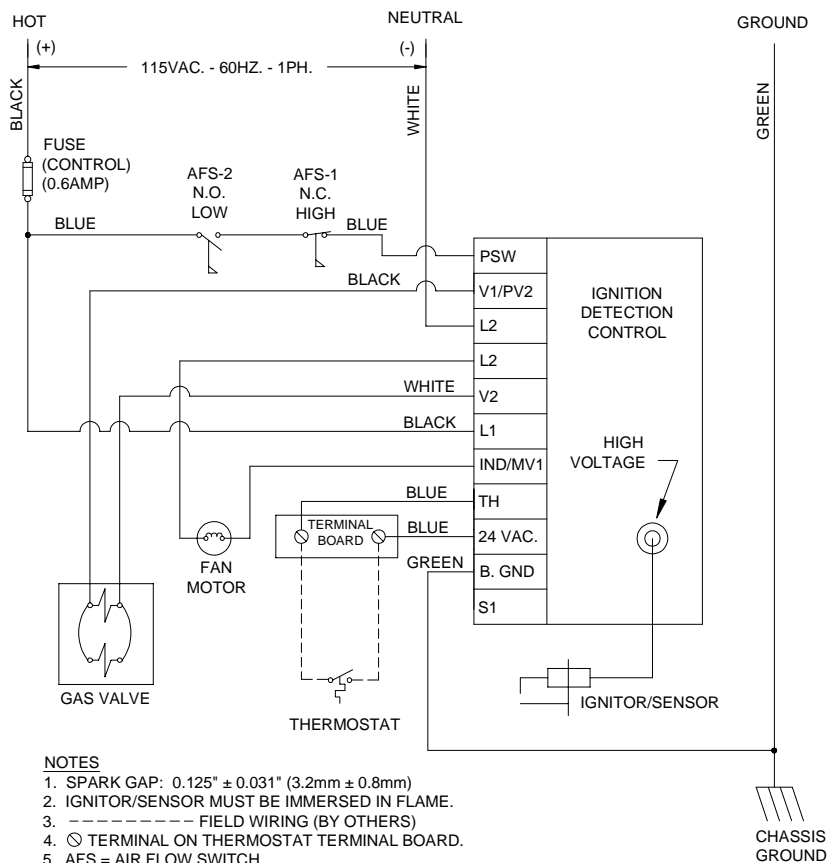 HOT
NEUTRAL
GROUND
(+)
(-)
115VAC. - 60HZ. - 1PH.
BLACK
WHITE
GREEN
FUSE
(CONTROL)
(0.6AMP)
AFS-2
N.O.
LOW
AFS-1
N.C.
HIGH
BLUE
BLUE
PSW
BLACK
V1/PV2
IGNITION
DETECTION
CONTROL
L2
L2
WHITE
V2
BLACK
L1
HIGH
VOLTAGE
IND/MV1
BLUE
TH
TERMINAL
BOARD
BLUE
24 VAC.
FAN
MOTOR
GREEN
B. GND
S1
GAS VALVE
THERMOSTAT
IGNITOR/SENSOR
NOTES
1. SPARK GAP: 0.125" ± 0.031" (3.2mm ± 0.8mm)
2. IGNITOR/SENSOR MUST BE IMMERSED IN FLAME.
3. --------- FIELD WIRING (BY OTHERS)
4. TERMINAL ON THERMOSTAT TERMINAL BOARD.
5. AFS = AIR FLOW SWITCH
CHASSIS
GROUND